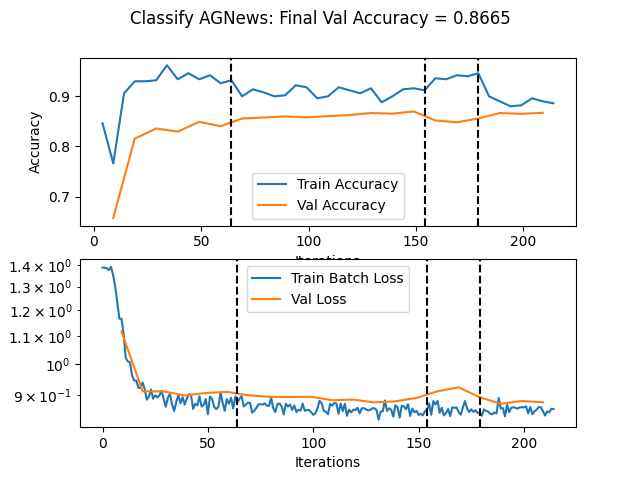 Classify AGNews: Final Val Accuracy = 0.8665
Accuracy
0.9
0.8
0.7
Train Accuracy
Val Accuracy
0 50 100 150 200
Iterations
1.4 × 10⁰
1.3 × 10⁰
1.2 × 10⁰
1.1 × 10⁰
10⁰
9 × 10⁻¹
Train Batch Loss
Val Loss
0 50 100 150 200
Iterations